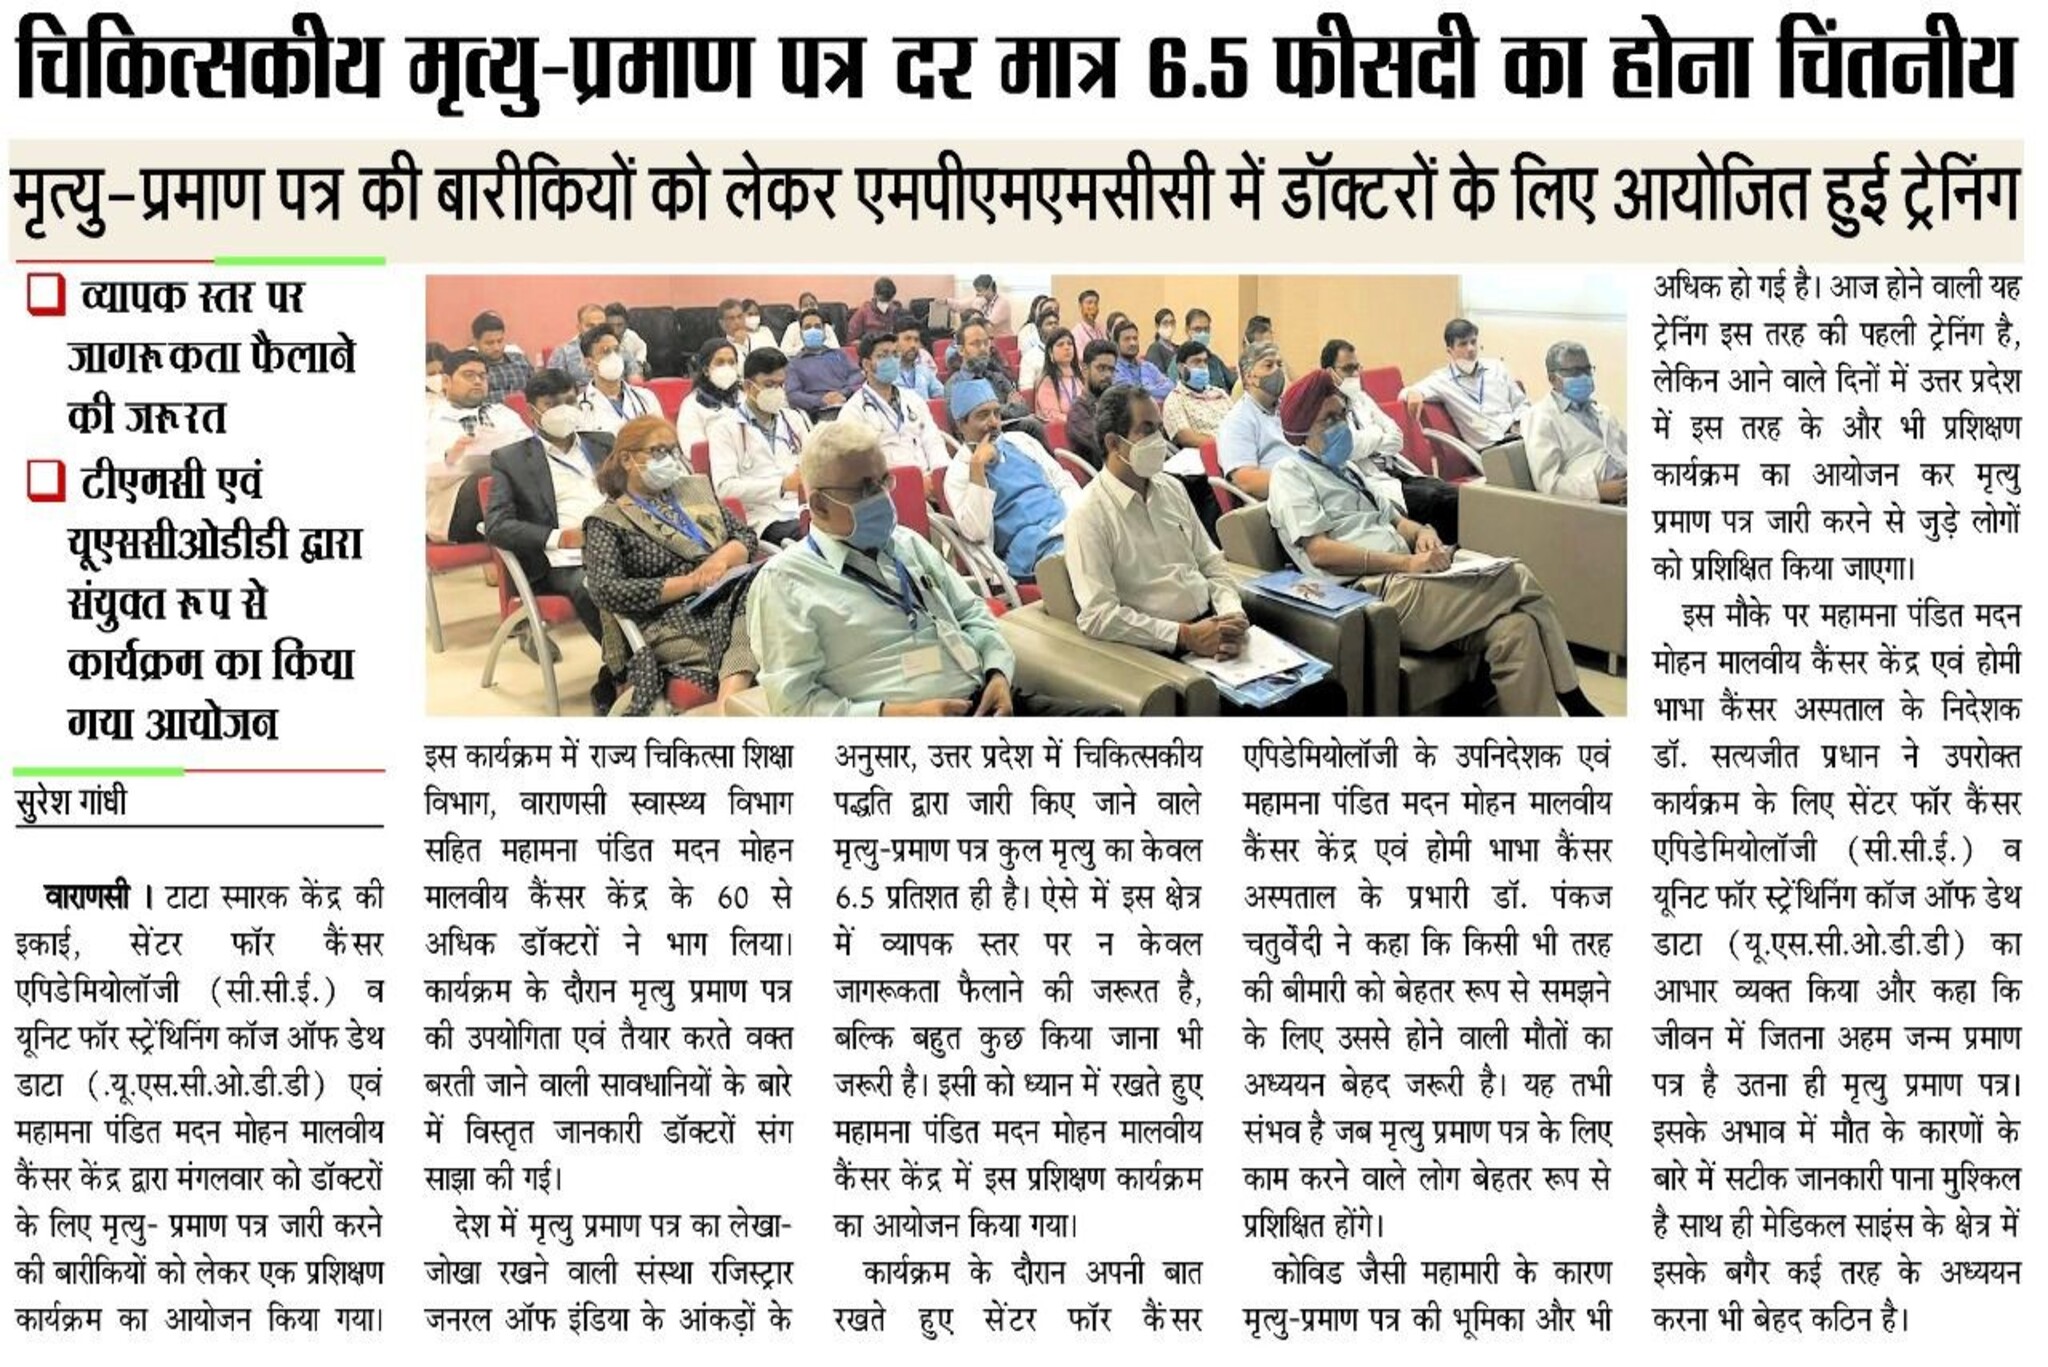 चिकित्सकीय मृत्यु-प्रमाण पत्र दर मात्र 6.5 फीसदी का होना चिंतनीय
मृत्यु-प्रमाण पत्र की बारीकियों को लेकर एमपीएमएमसीसी में डॉक्टरों के लिए आयोजित हुई ट्रेनिंग
व्यापक स्तर पर
जागरूकता फैलाने
की जरूरत
टीएमसी एवं
यूएससीओडीडी द्वारा
संयुक्त रूप से
कार्यक्रम का किया
गया आयोजन
सुरेश गांधी
वाराणसी । टाटा स्मारक केंद्र की
इकाई, सेंटर फॉर कैंसर
एपिडेमियोलॉजी (सी.सी.ई.) व
यूनिट फॉर स्ट्रेंथिनिंग कॉज ऑफ डेथ
डाटा (.यू.एस.सी.ओ.डी.डी) एवं
महामना पंडित मदन मोहन मालवीय
कैंसर केंद्र द्वारा मंगलवार को डॉक्टरों
के लिए मृत्यु- प्रमाण पत्र जारी करने
की बारीकियों को लेकर एक प्रशिक्षण
कार्यक्रम का आयोजन किया गया।
इस कार्यक्रम में राज्य चिकित्सा शिक्षा
विभाग, वाराणसी स्वास्थ्य विभाग
सहित महामना पंडित मदन मोहन
मालवीय कैंसर केंद्र के 60 से
अधिक डॉक्टरों ने भाग लिया।
कार्यक्रम के दौरान मृत्यु प्रमाण पत्र
की उपयोगिता एवं तैयार करते वक्त
बरती जाने वाली सावधानियों के बारे
में विस्तृत जानकारी डॉक्टरों संग
साझा की गई।
देश में मृत्यु प्रमाण पत्र का लेखा-
जोखा रखने वाली संस्था रजिस्ट्रार
जनरल ऑफ इंडिया के आंकड़ों के
अनुसार, उत्तर प्रदेश में चिकित्सकीय
पद्धति द्वारा जारी किए जाने वाले
मृत्यु-प्रमाण पत्र कुल मृत्यु का केवल
6.5 प्रतिशत ही है। ऐसे में इस क्षेत्र
में व्यापक स्तर पर न केवल
जागरूकता फैलाने की जरूरत है,
बल्कि बहुत कुछ किया जाना भी
जरूरी है। इसी को ध्यान में रखते हुए
महामना पंडित मदन मोहन मालवीय
कैंसर केंद्र में इस प्रशिक्षण कार्यक्रम
का आयोजन किया गया।
कार्यक्रम के दौरान अपनी बात
रखते हुए सेंटर फॉर कैंसर
एपिडेमियोलॉजी के उपनिदेशक एवं
महामना पंडित मदन मोहन मालवीय
कैंसर केंद्र एवं होमी भाभा कैंसर
अस्पताल के प्रभारी डॉ. पंकज
चतुर्वेदी ने कहा कि किसी भी तरह
की बीमारी को बेहतर रूप से समझने
के लिए उससे होने वाली मौतों का
अध्ययन बेहद जरूरी है। यह तभी
संभव है जब मृत्यु प्रमाण पत्र के लिए
काम करने वाले लोग बेहतर रूप से
प्रशिक्षित होंगे।
कोविड जैसी महामारी के कारण
मृत्यु-प्रमाण पत्र की भूमिका और भी
अधिक हो गई है। आज होने वाली यह
ट्रेनिंग इस तरह की पहली ट्रेनिंग है,
लेकिन आने वाले दिनों में उत्तर प्रदेश
में इस तरह के और भी प्रशिक्षण
कार्यक्रम का आयोजन कर मृत्यु
प्रमाण पत्र जारी करने से जुड़े लोगों
को प्रशिक्षित किया जाएगा।
इस मौके पर महामना पंडित मदन
मोहन मालवीय कैंसर केंद्र एवं होमी
भाभा कैंसर अस्पताल के निदेशक
डॉ. सत्यजीत प्रधान ने उपरोक्त
कार्यक्रम के लिए सेंटर फॉर कैंसर
एपिडेमियोलॉजी (सी.सी.ई.) व
यूनिट फॉर स्ट्रेंथिनिंग कॉज ऑफ डेथ
डाटा (यू.एस.सी.ओ.डी.डी) का
आभार व्यक्त किया और कहा कि
जीवन में जितना अहम जन्म प्रमाण
पत्र है उतना ही मृत्यु प्रमाण पत्र।
इसके अभाव में मौत के कारणों के
बारे में सटीक जानकारी पाना मुश्किल
है साथ ही मेडिकल साइंस के क्षेत्र में
इसके बगैर कई तरह के अध्ययन
करना भी बेहद कठिन है।